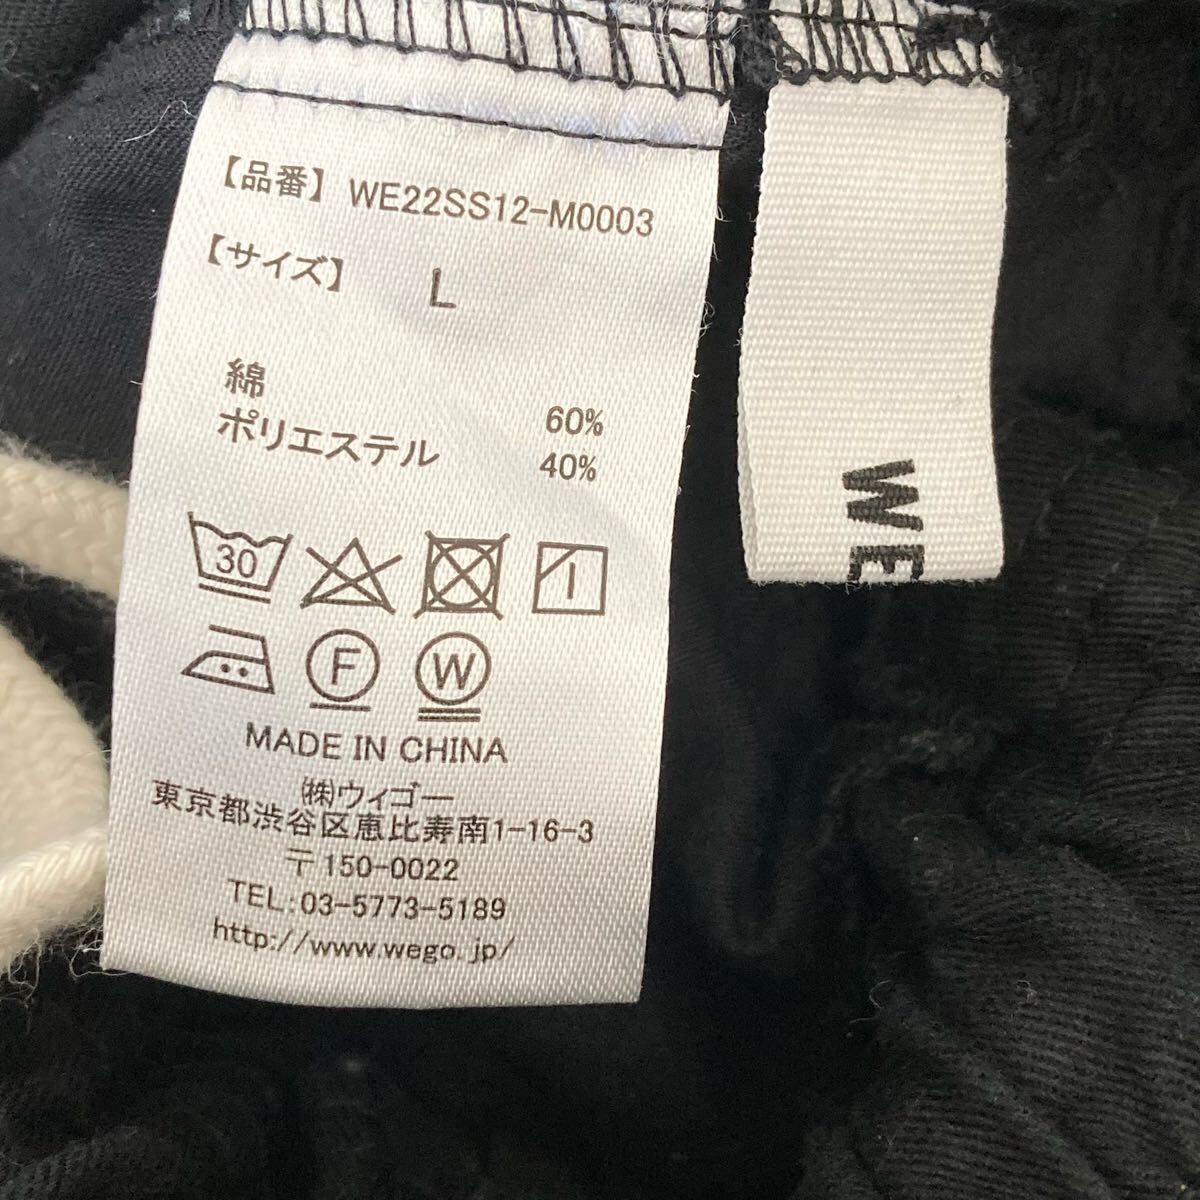 【品番】 WE22SS12-M0003
【サイズ】 L
綿 60%
ポリエステル 40%
30
F W
MADE IN CHINA
㈱ウィゴー
東京都渋谷区恵比寿南1-16-3
〒150-0022
TEL:03-5773-5189
http://www.wego.jp/
WE